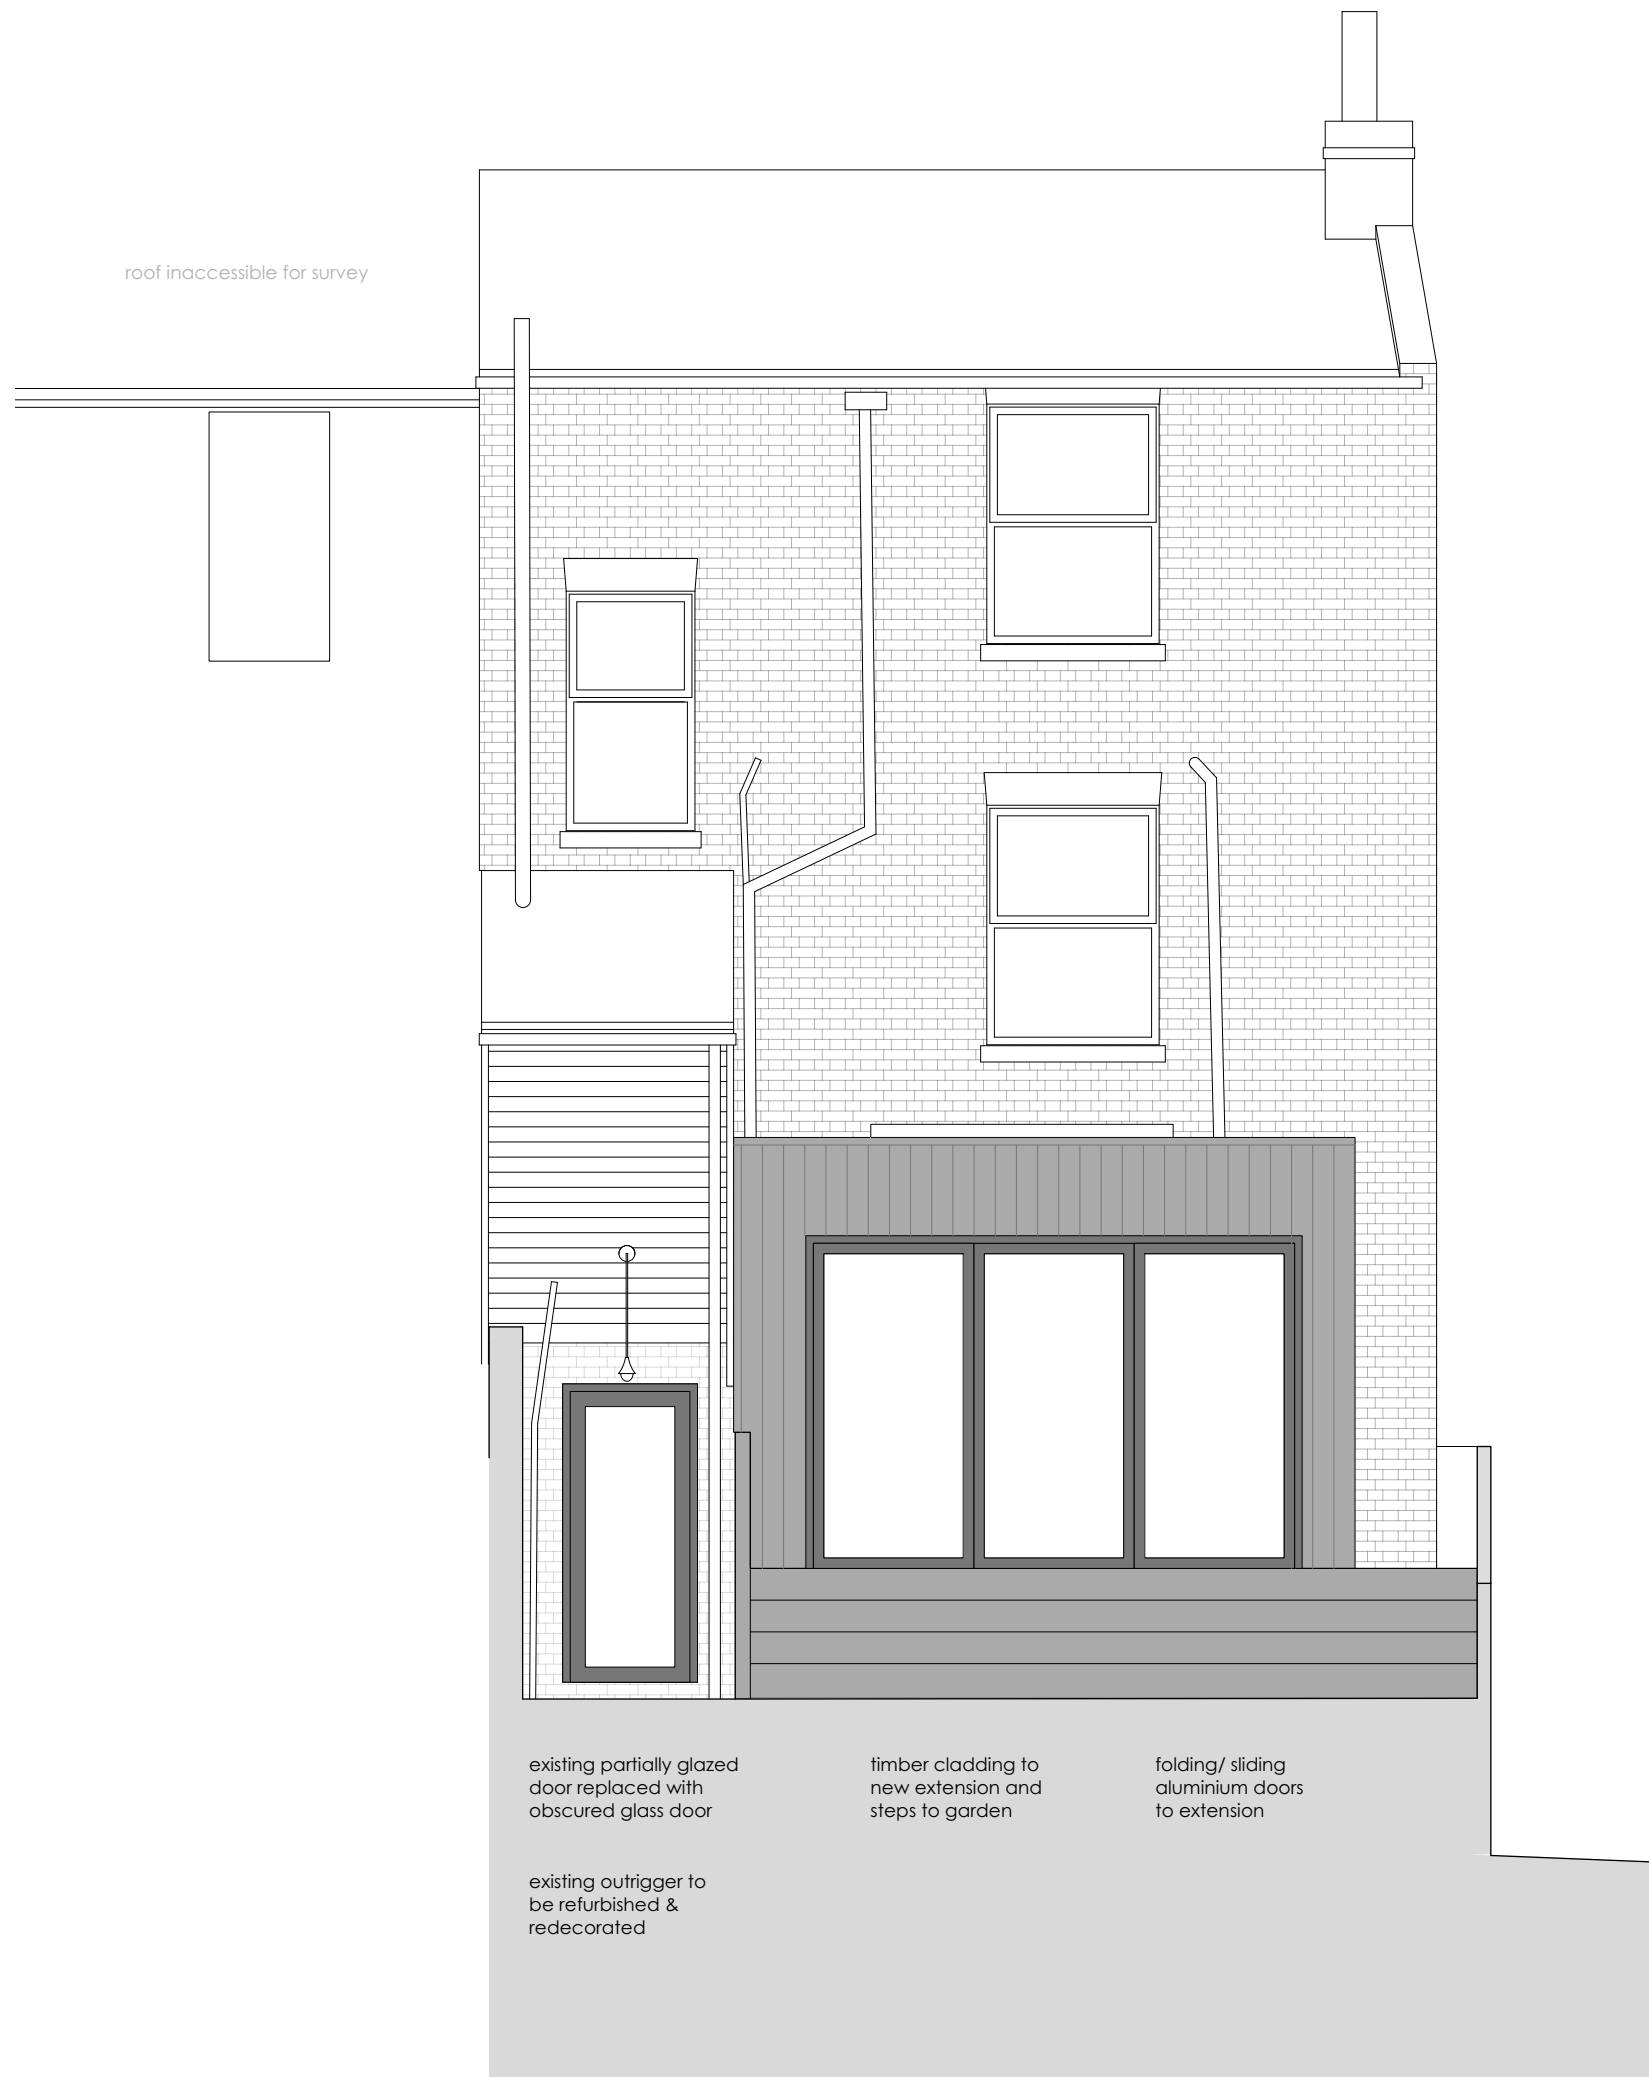 roof inaccessible for survey
existing partially glazed
door replaced with
obscured glass door
timber cladding to
new extension and
steps to garden
folding/ sliding
aluminium doors
to extension
existing outrigger to
be refurbished &
redecorated